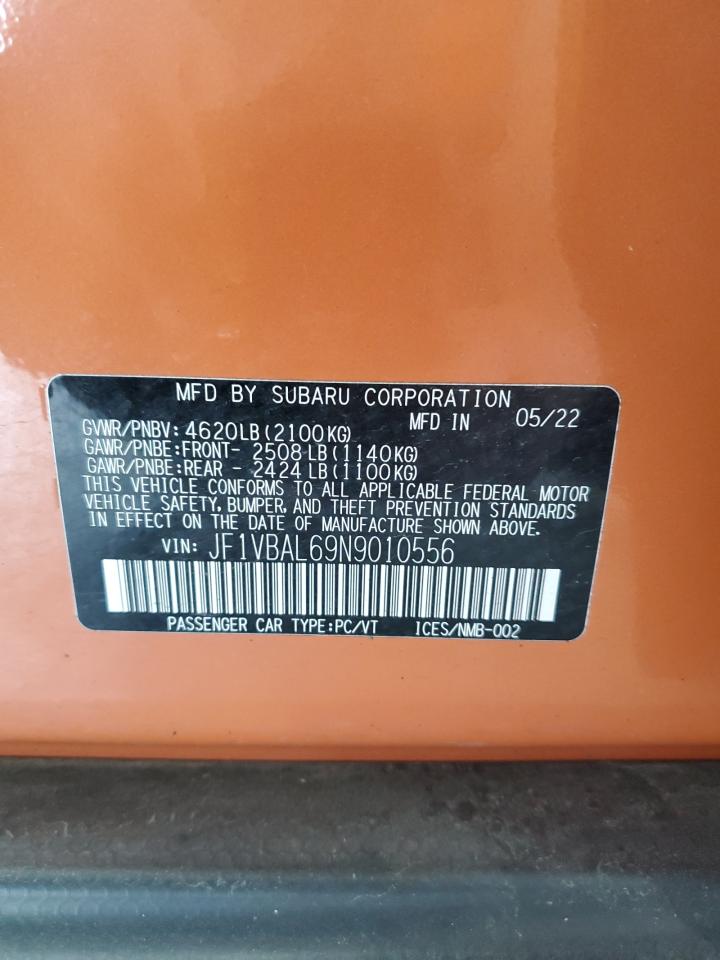 MFD BY SUBARU CORPORATION
GVWR/PNBV: 4620LB(2100KG) MFD IN 05/22
GAWR/PNBE:FRONT- 2508LB(1140KG)
GAWR/PNBE:REAR - 2424LB(1100KG)
THIS VEHICLE CONFORMS TO ALL APPLICABLE FEDERAL MOTOR
VEHICLE SAFETY, BUMPER, AND THEFT PREVENTION STANDARDS
IN EFFECT ON THE DATE OF MANUFACTURE SHOWN ABOVE.
VIN: JF1VBAL69N9010556
PASSENGER CAR TYPE:PC/VT ICES/NMB-002